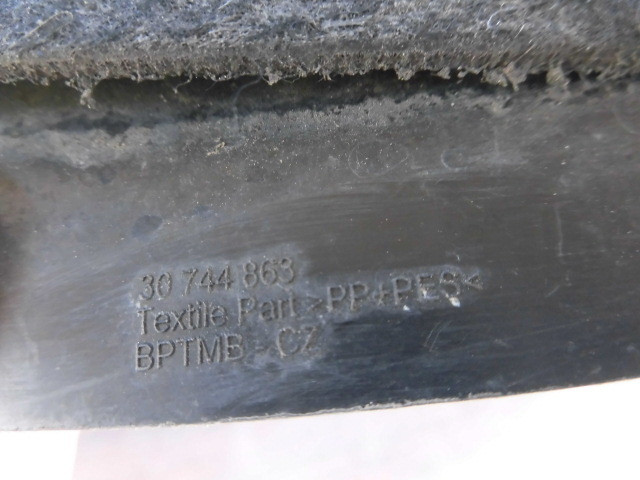 30 744 863
Textile Part >PP+PES<
BPTMB - CZ